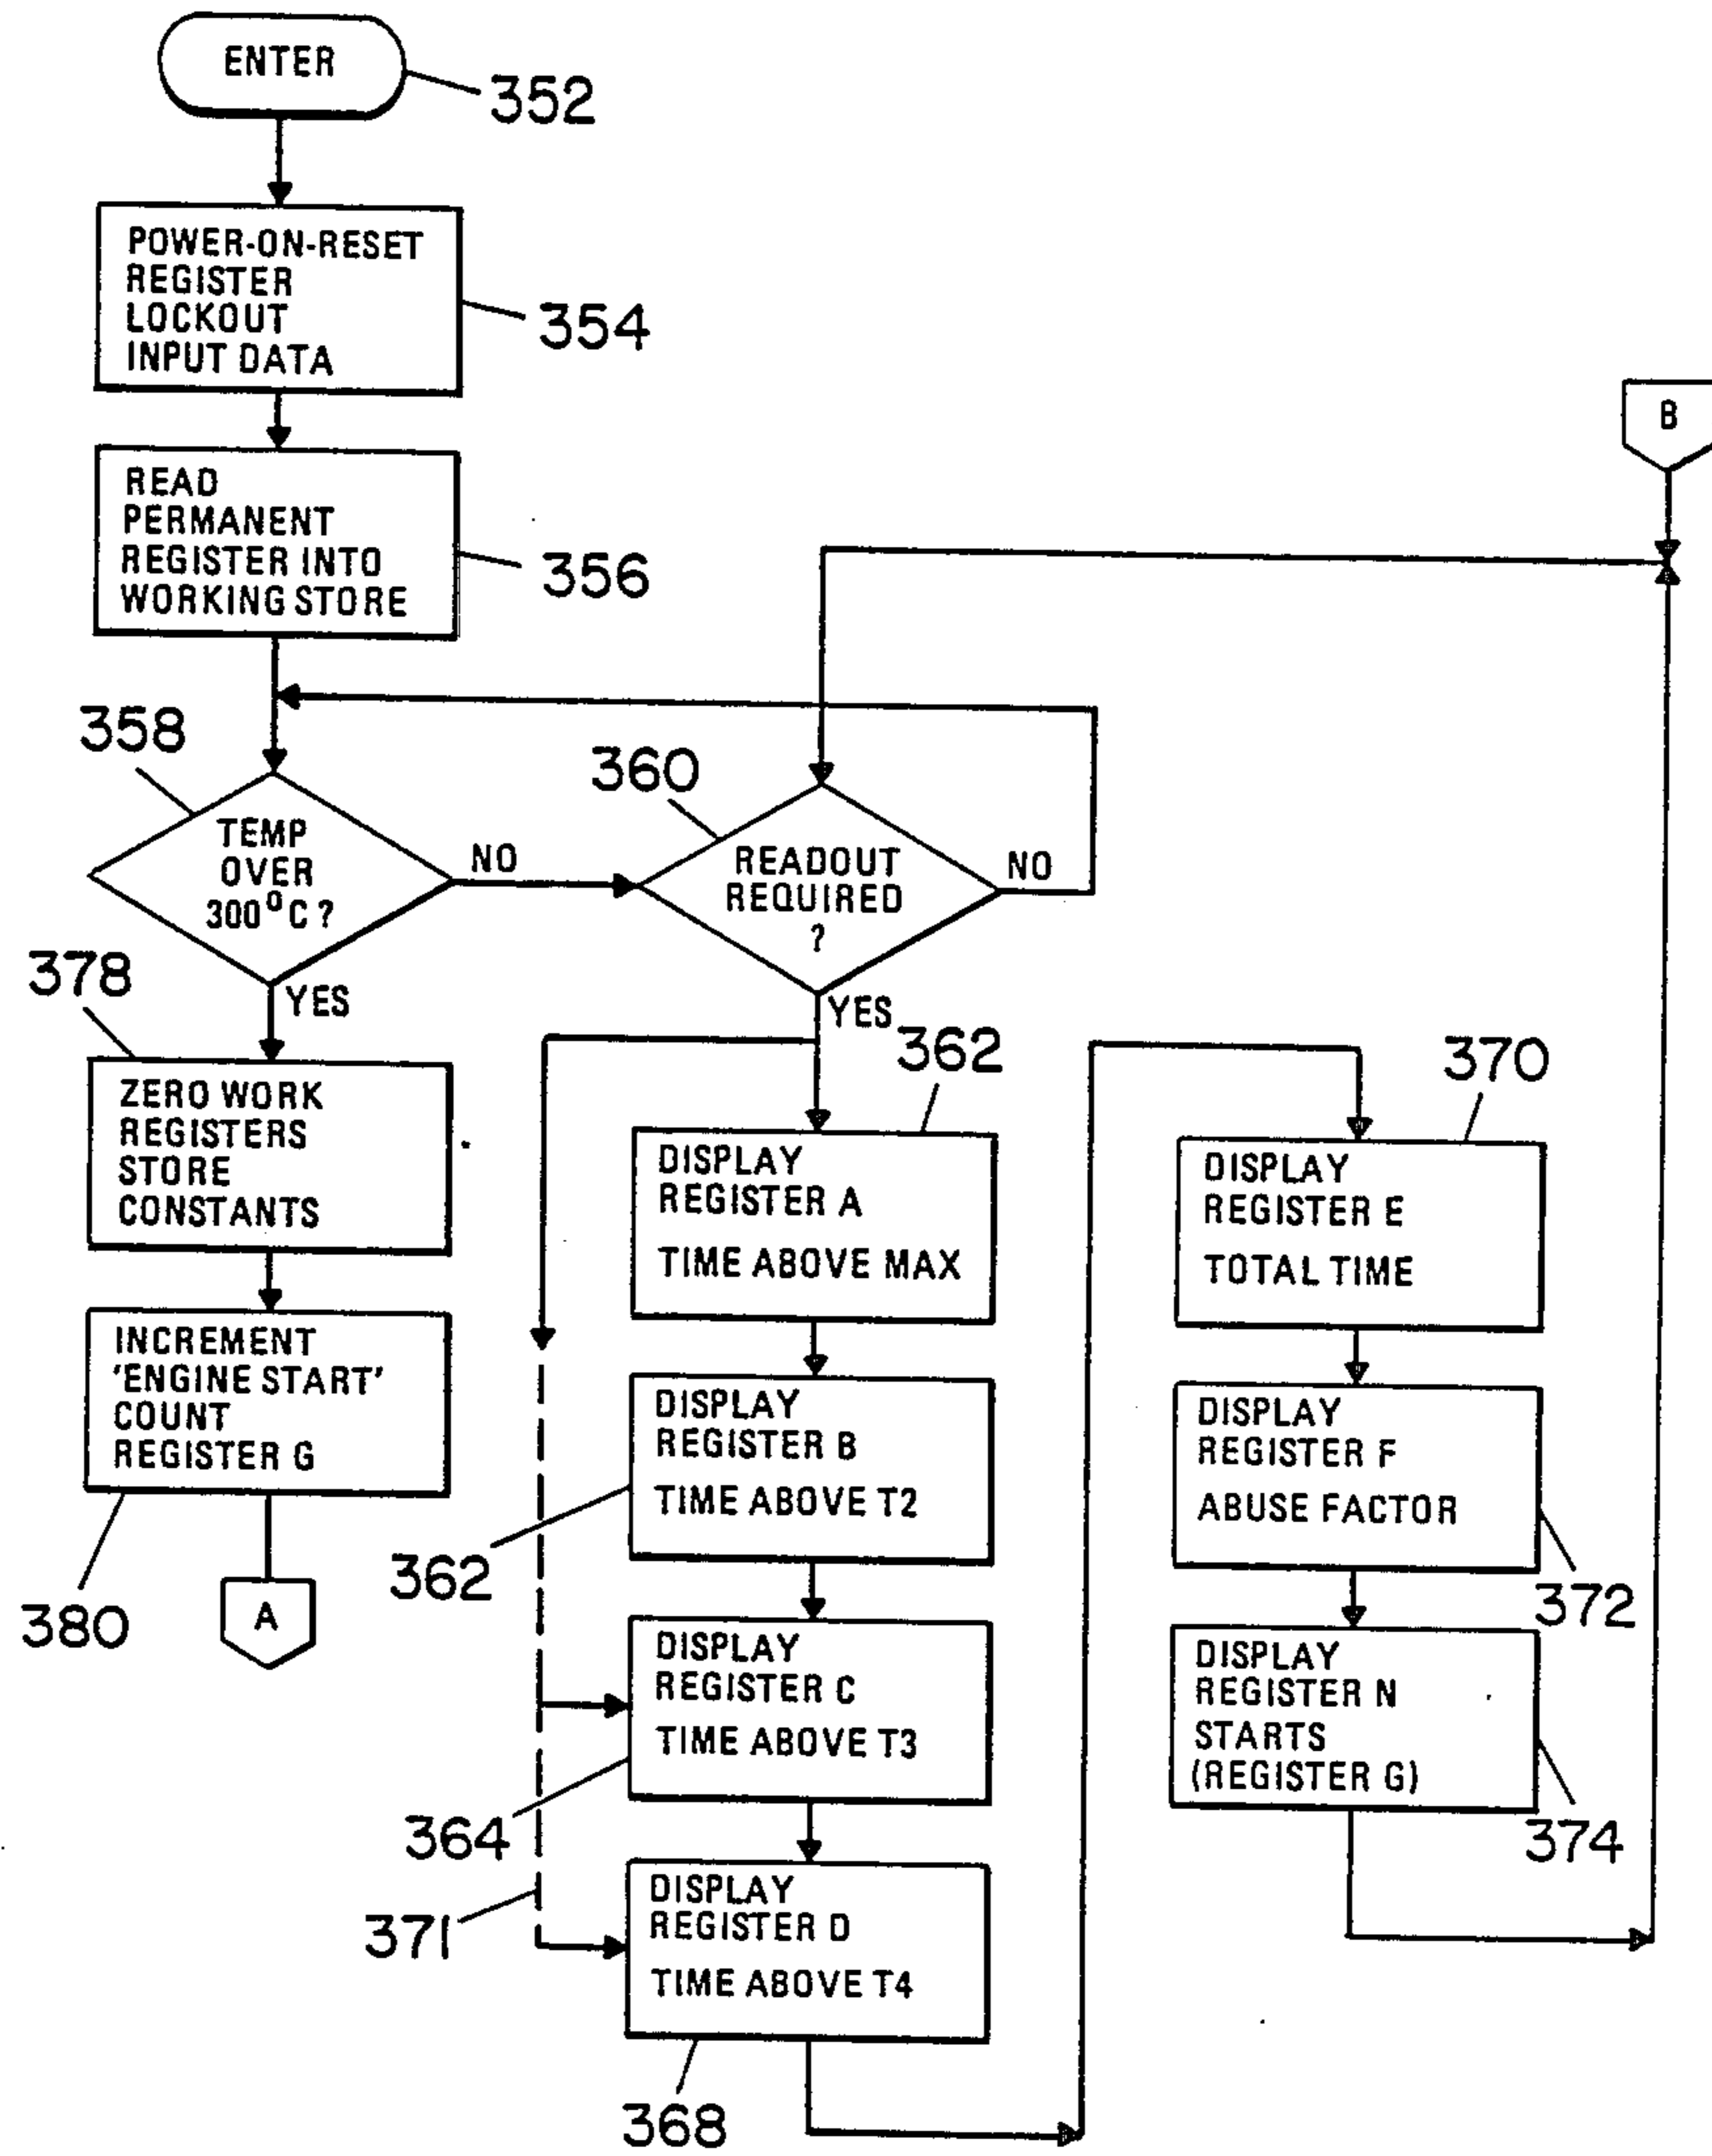 ENTER
352
POWER-ON-RESET
REGISTER
LOCKOUT
INPUT DATA
354
READ
PERMANENT
REGISTER INTO
WORKING STORE
356
B
358
TEMP
OVER
300°C?
NO
YES
360
READOUT
REQUIRED
?
NO
YES
378
ZERO WORK
REGISTERS
STORE
CONSTANTS
INCREMENT
'ENGINE START'
COUNT
REGISTER G
380
A
362
DISPLAY
REGISTER A
TIME ABOVE MAX
DISPLAY
REGISTER B
TIME ABOVE T2
362
DISPLAY
REGISTER C
TIME ABOVE T3
364
371
DISPLAY
REGISTER D
TIME ABOVE T4
368
370
DISPLAY
REGISTER E
TOTAL TIME
DISPLAY
REGISTER F
ABUSE FACTOR
372
DISPLAY
REGISTER N
STARTS
(REGISTER G)
374